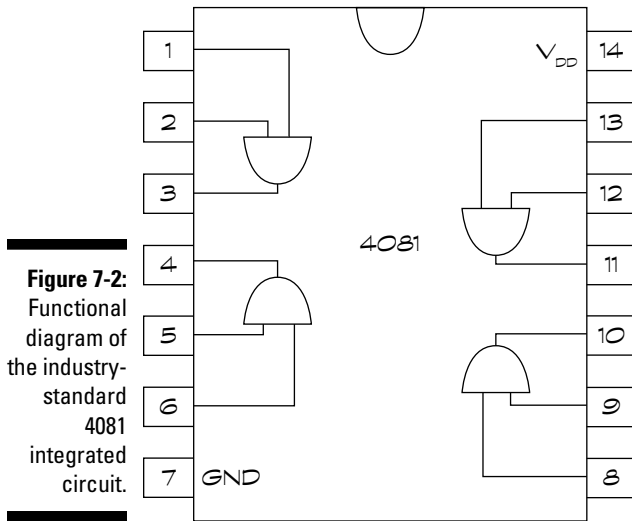 1
2
3
4
5
6
7 GND
V_DD 14
13
12
11
10
9
8
4081
Figure 7-2:
Functional
diagram of
the industry-
standard
4081
integrated
circuit.